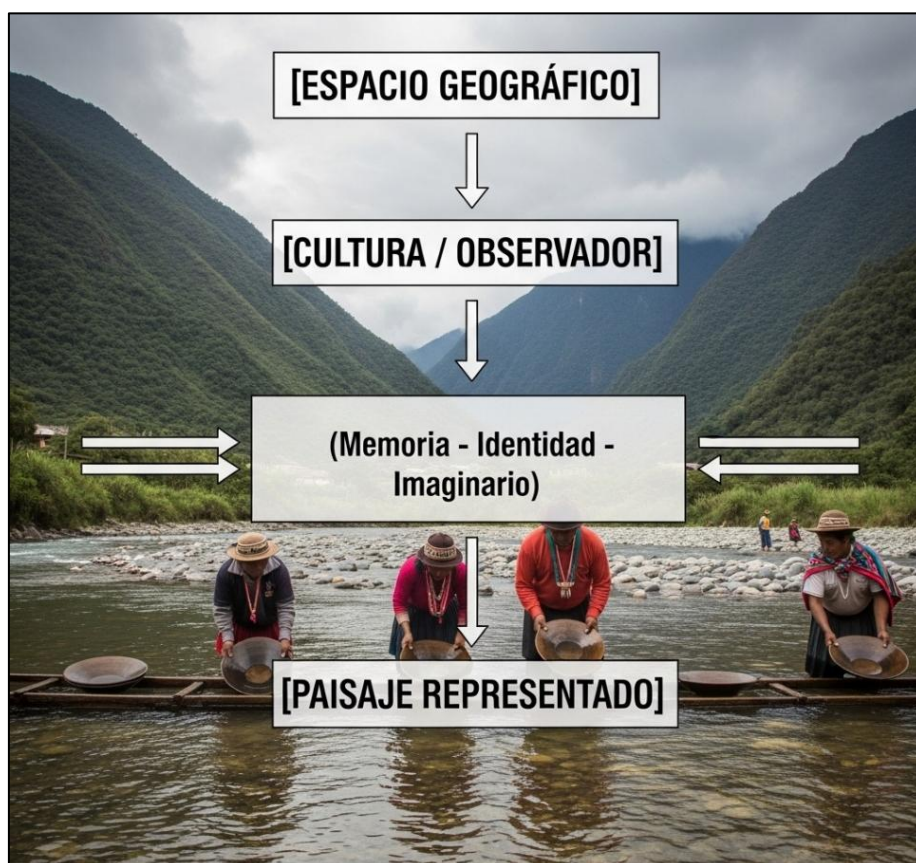 [ESPACIO GEOGRÁFICO]
[CULTURA / OBSERVADOR]
(Memoria - Identidad -
Imaginario)
[PAISAJE REPRESENTADO]